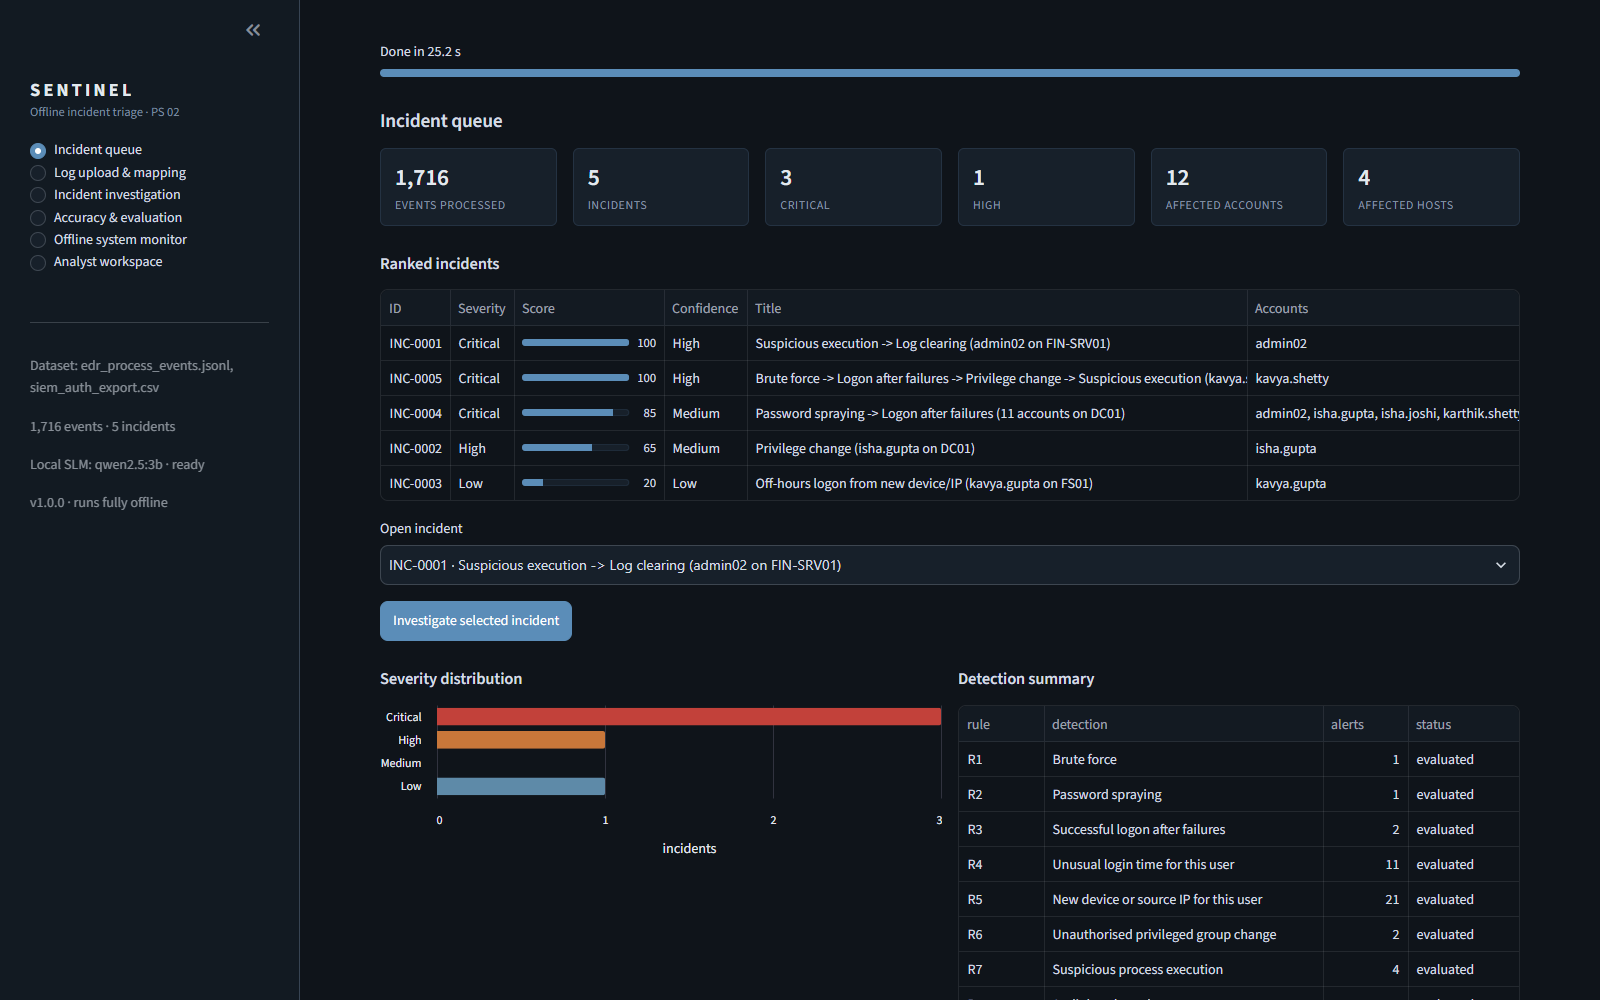 SENTINEL
Offline incident triage · PS 02
Incident queue
Log upload & mapping
Incident investigation
Accuracy & evaluation
Offline system monitor
Analyst workspace
Dataset: edr_process_events.jsonl,
siem_auth_export.csv
1,716 events · 5 incidents
Local SLM: qwen2.5:3b · ready
v1.0.0 · runs fully offline
Done in 25.2 s
Incident queue
1,716 5 3 1 12 4
EVENTS PROCESSED INCIDENTS CRITICAL HIGH AFFECTED ACCOUNTS AFFECTED HOSTS
Ranked incidents
ID Severity Score Confidence Title Accounts
INC-0001 Critical 100 High Suspicious execution -> Log clearing (admin02 on FIN-SRV01) admin02
INC-0005 Critical 100 High Brute force -> Logon after failures -> Privilege change -> Suspicious execution (kavya.s kavya.shetty
INC-0004 Critical 85 Medium Password spraying -> Logon after failures (11 accounts on DC01) admin02, isha.gupta, isha.joshi, karthik.shetty
INC-0002 High 65 Medium Privilege change (isha.gupta on DC01) isha.gupta
INC-0003 Low 20 Low Off-hours logon from new device/IP (kavya.gupta on FS01) kavya.gupta
Open incident
INC-0001 · Suspicious execution -> Log clearing (admin02 on FIN-SRV01)
Investigate selected incident
Severity distribution
Critical
High
Medium
Low
0 1 2 3
incidents
Detection summary
rule detection alerts status
R1 Brute force 1 evaluated
R2 Password spraying 1 evaluated
R3 Successful logon after failures 2 evaluated
R4 Unusual login time for this user 11 evaluated
R5 New device or source IP for this user 21 evaluated
R6 Unauthorised privileged group change 2 evaluated
R7 Suspicious process execution 4 evaluated